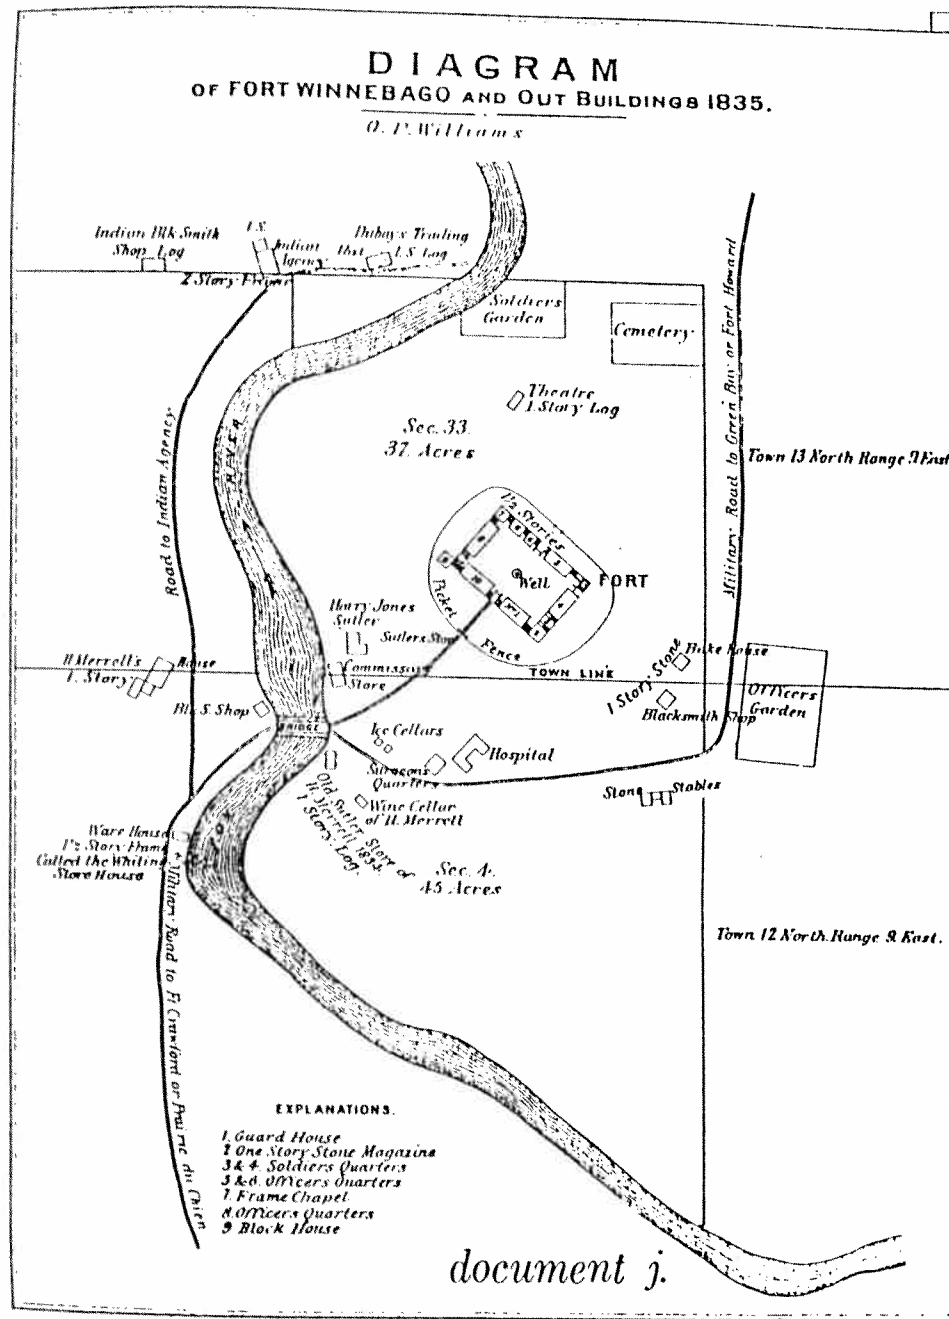 DIAGRAM
OF FORT WINNEBAGO AND OUT BUILDINGS 1835.
O. P. Williams
Indian Blk Smith
Shop Log
I.S.
Indian
Agency
2 Story Frame
Dubays Trading
Post I.S. Log
Soldiers
Garden
Cemetery
Theatre
1. Story Log
Sec. 33.
37. Acres
RIVER
Road to Indian Agency
Military Road to Green Bay or Fort Howard
Town 13 North Range 9 East
1½ Stories
Well
FORT
Picket
Fence
Henry Jones
Sutler
Sutlers Stor
Commissary
Store
TOWN LINE
H Merrell's House
1. Story
Bl. S. Shop
BRIDGE
1 Story Stone
Bake House
Blacksmith Shop
Officers
Garden
Ice Cellars
Hospital
Surgeons
Quarters
Stone Stables
Wine Cellar
of H. Merrell
Old Sutler Store of
H. Merrell 1834
1 Story Log.
Ware House
1½ Story Frame
Called the Whiting
Store House
FOX
Sec. 4.
45 Acres
Town 12 North. Range 9. East.
Military Road to Ft Crawford or Prairie du Chien
EXPLANATIONS.
1. Guard House
2 One Story Stone Magazine
3 & 4. Soldiers Quarters
5 & 6. Officers Quarters
7. Frame Chapel
8. Officers Quarters
9 Block House
document j.